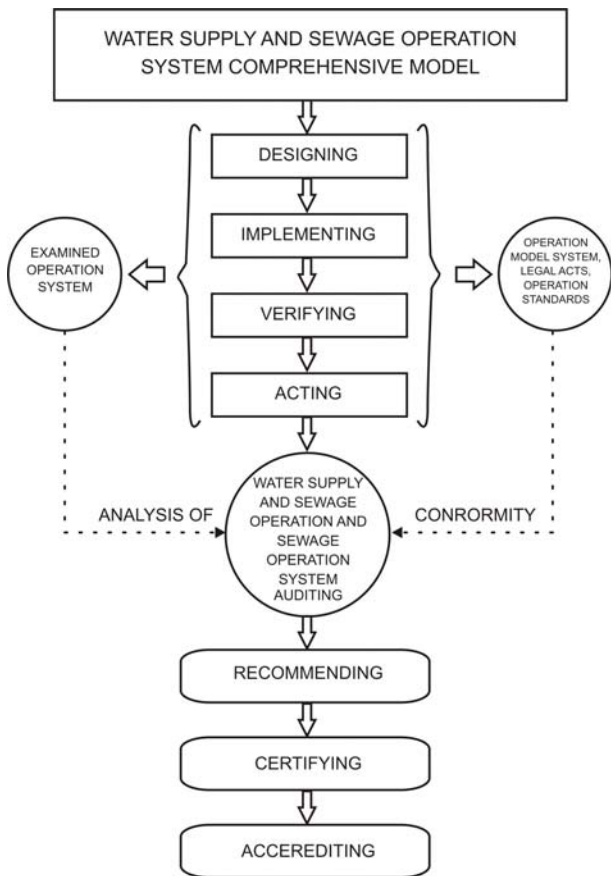 WATER SUPPLY AND SEWAGE OPERATION
SYSTEM COMPREHENSIVE MODEL
DESIGNING
IMPLEMENTING
EXAMINED
OPERATION
SYSTEM
OPERATION
MODEL SYSTEM,
LEGAL ACTS,
OPERATION
STANDARDS
VERIFYING
ACTING
ANALYSIS OF
WATER SUPPLY
AND SEWAGE
OPERATION AND
SEWAGE
OPERATION
SYSTEM
AUDITING
CONRORMITY
RECOMMENDING
CERTIFYING
ACCEREDITING